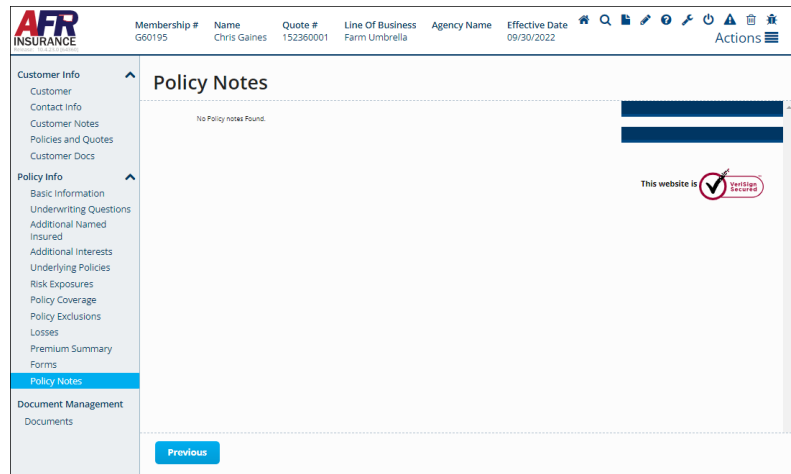 AFR
INSURANCE
Membership # Name Quote # Line Of Business Agency Name Effective Date
G60195 Chris Gaines 152360001 Farm Umbrella 09/30/2022
Actions
Customer Info
Customer
Contact Info
Customer Notes
Policies and Quotes
Customer Docs
Policy Info
Basic Information
Underwriting Questions
Additional Named
Insured
Additional Interests
Underlying Policies
Risk Exposures
Policy Coverage
Policy Exclusions
Losses
Premium Summary
Forms
Policy Notes
Document Management
Documents
Policy Notes
No Policy notes Found.
This website is
VeriSign
Secured
Previous